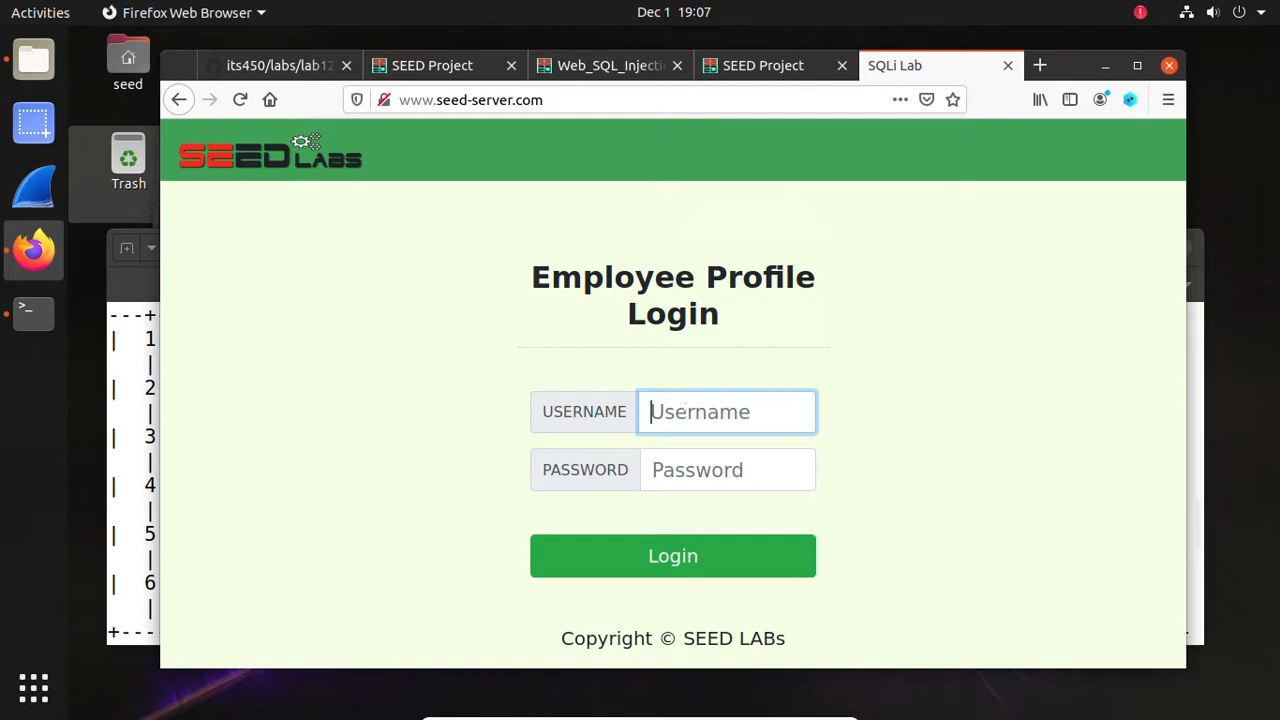 Activities
Firefox Web Browser
Dec 1 19:07
seed
Trash
its450/labs/lab12
SEED Project
Web_SQL_Injecti
SEED Project
SQLi Lab
www.seed-server.com
SEED LABS
Employee Profile
Login
USERNAME
Username
PASSWORD
Password
Login
Copyright © SEED LABs
---+
| 1
|
| 2
|
| 3
|
| 4
|
| 5
|
| 6
|
+----